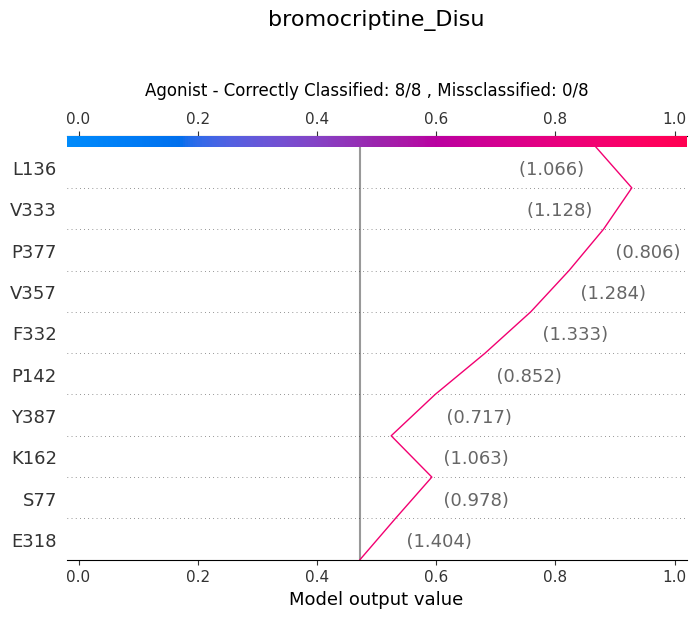 bromocriptine_Disu
Agonist - Correctly Classified: 8/8 , Missclassified: 0/8
0.0 0.2 0.4 0.6 0.8 1.0
L136 (1.066)
V333 (1.128)
P377 (0.806)
V357 (1.284)
F332 (1.333)
P142 (0.852)
Y387 (0.717)
K162 (1.063)
S77 (0.978)
E318 (1.404)
0.0 0.2 0.4 0.6 0.8 1.0
Model output value